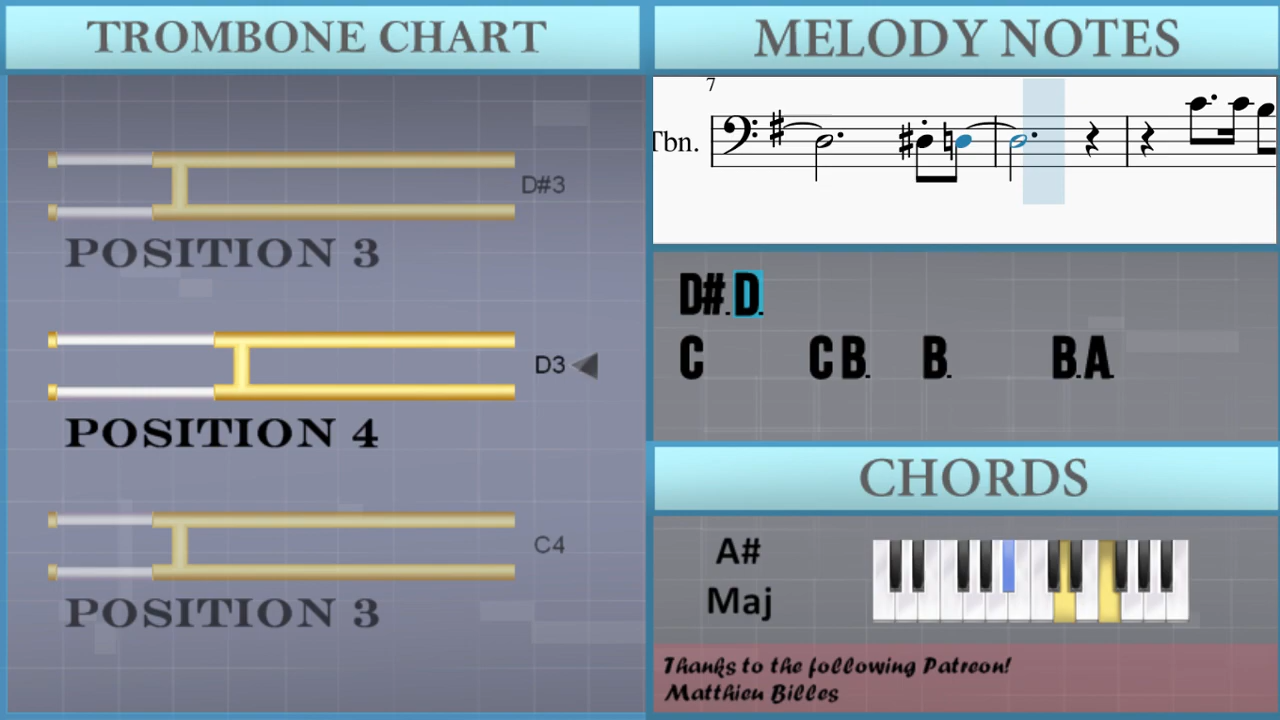 TROMBONE CHART
D#3
POSITION 3
D3
POSITION 4
C4
POSITION 3
MELODY NOTES
7
Tbn.
D#. D.
C C B. B. B. A.
CHORDS
A#
Maj
Thanks to the following Patreon!
Matthieu Billes